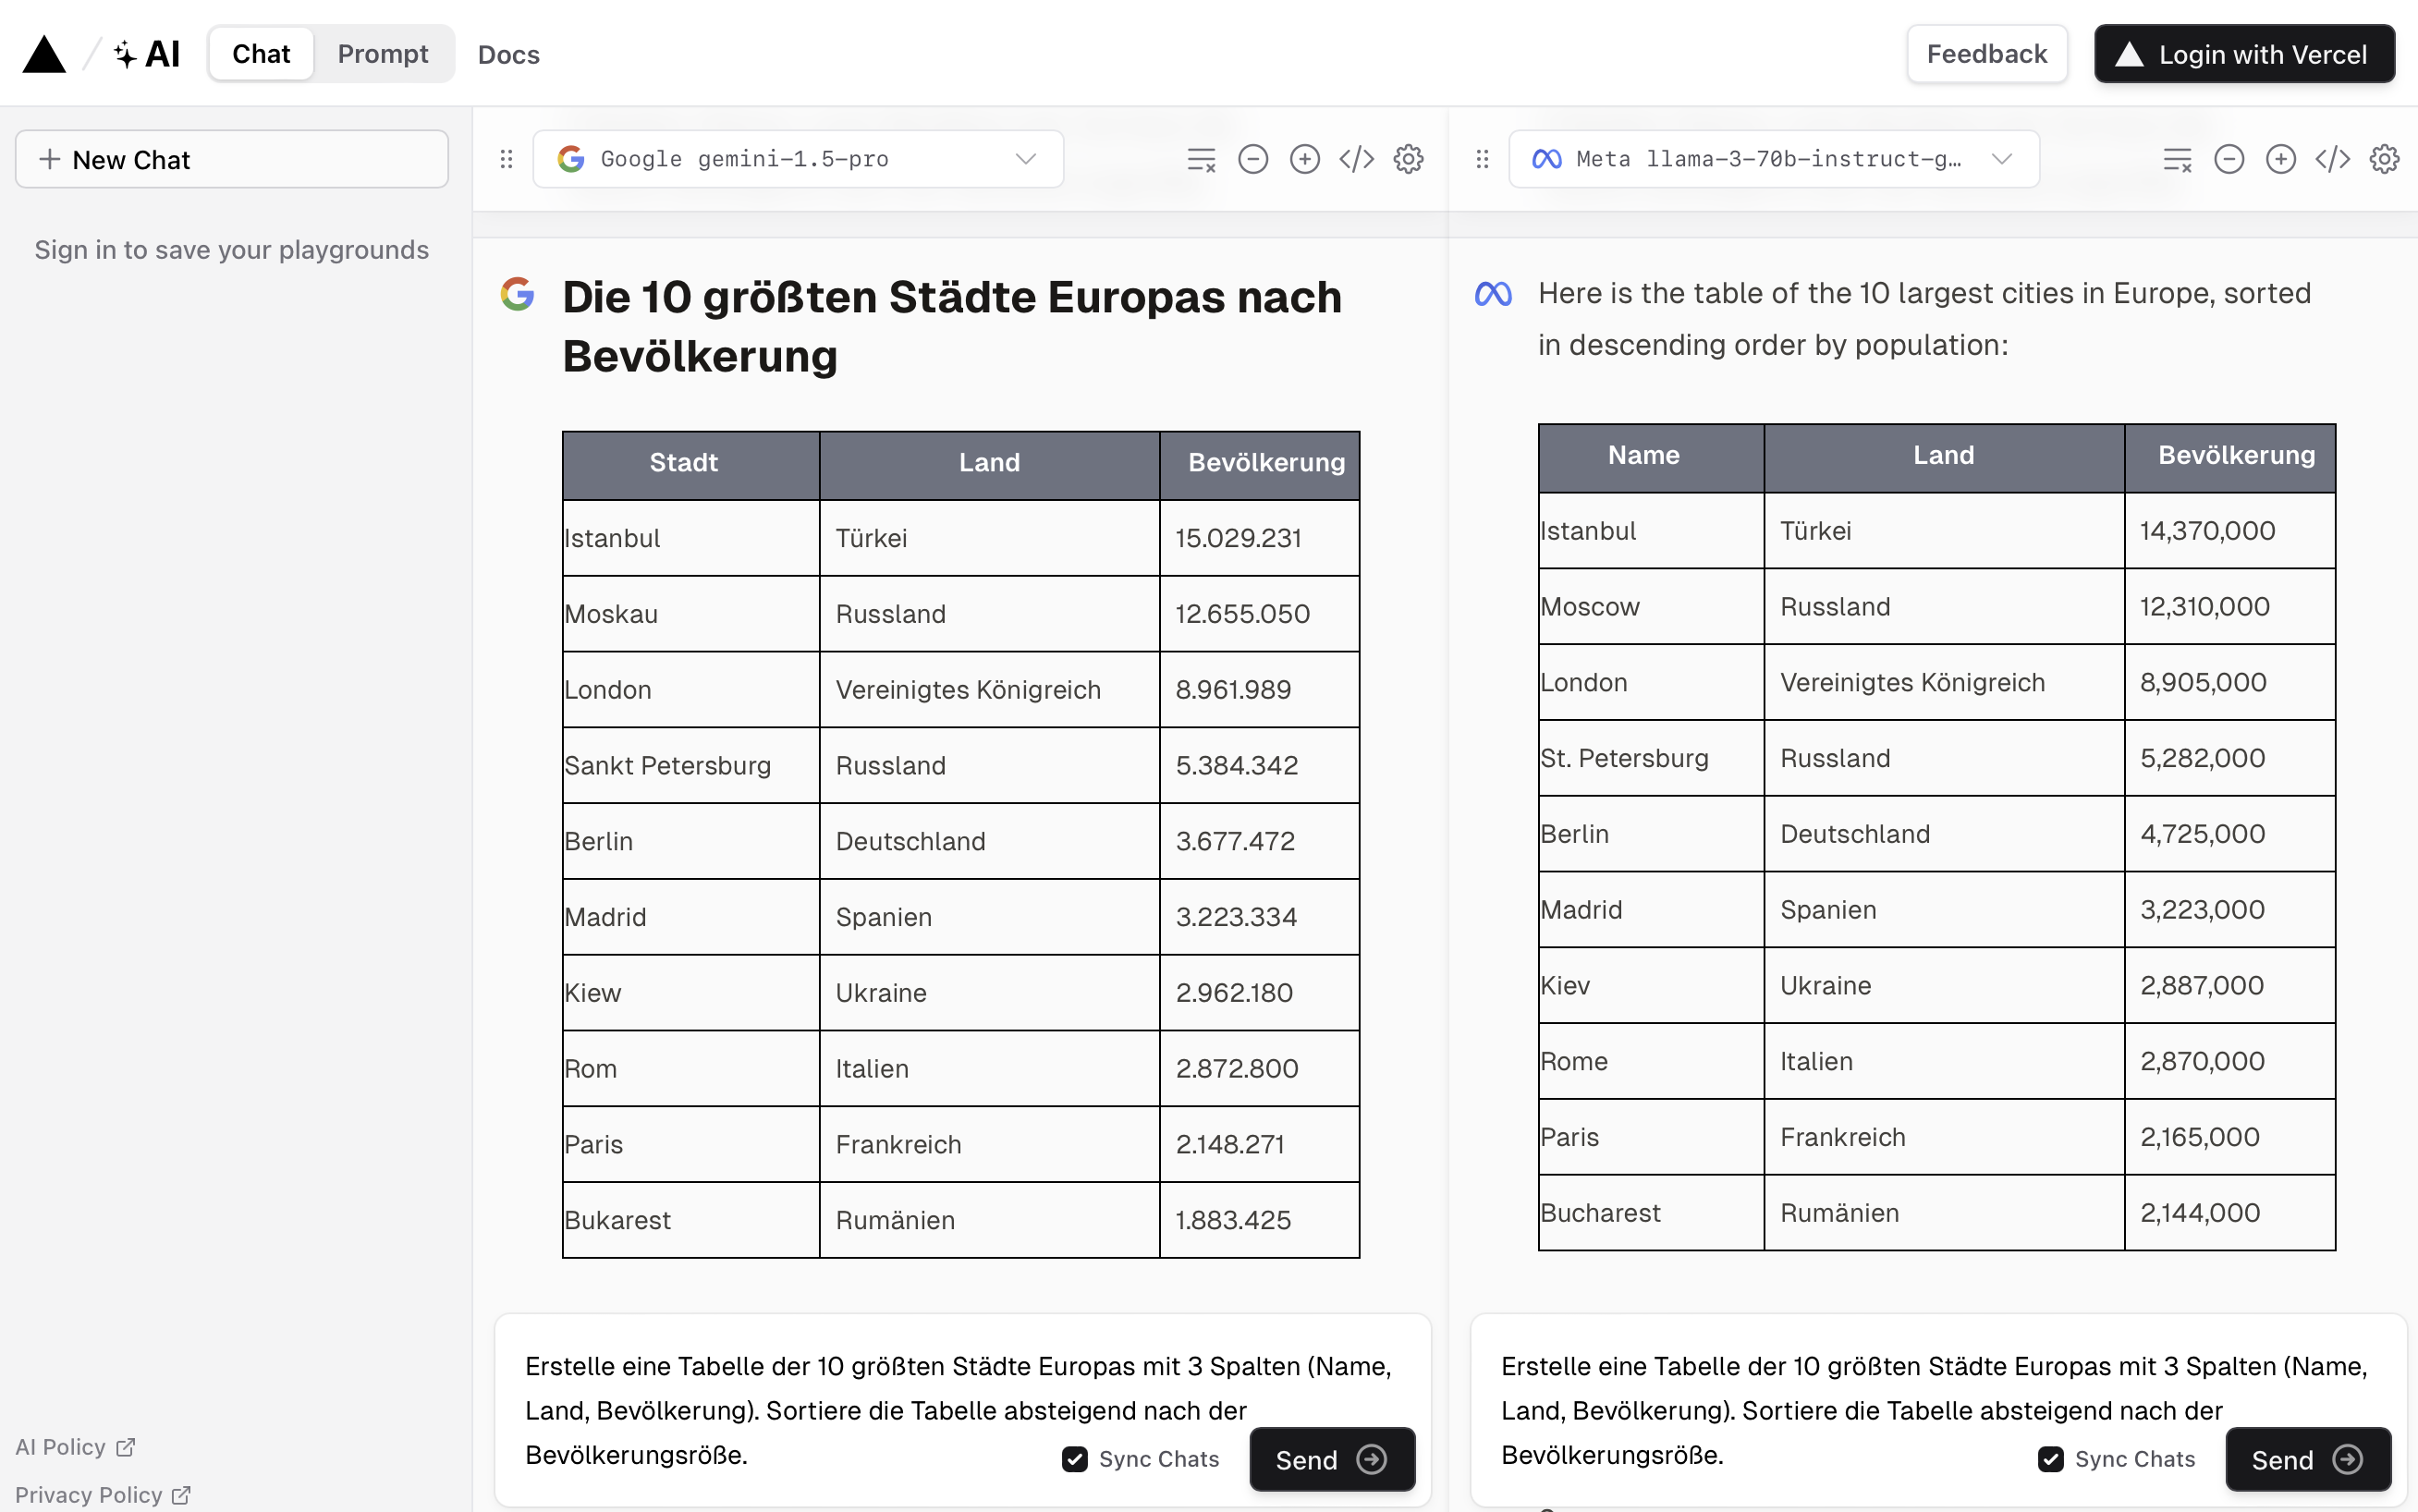 AI
Chat
Prompt
Docs
Feedback
Login with Vercel
New Chat
Sign in to save your playgrounds
AI Policy
Privacy Policy
Google gemini-1.5-pro
Die 10 größten Städte Europas nach
Bevölkerung
Stadt Land Bevölkerung
Istanbul Türkei 15.029.231
Moskau Russland 12.655.050
London Vereinigtes Königreich 8.961.989
Sankt Petersburg Russland 5.384.342
Berlin Deutschland 3.677.472
Madrid Spanien 3.223.334
Kiew Ukraine 2.962.180
Rom Italien 2.872.800
Paris Frankreich 2.148.271
Bukarest Rumänien 1.883.425
Erstelle eine Tabelle der 10 größten Städte Europas mit 3 Spalten (Name,
Land, Bevölkerung). Sortiere die Tabelle absteigend nach der
Bevölkerungsröße.
Sync Chats
Send
Meta llama-3-70b-instruct-g…
Here is the table of the 10 largest cities in Europe, sorted
in descending order by population:
Name Land Bevölkerung
Istanbul Türkei 14,370,000
Moscow Russland 12,310,000
London Vereinigtes Königreich 8,905,000
St. Petersburg Russland 5,282,000
Berlin Deutschland 4,725,000
Madrid Spanien 3,223,000
Kiev Ukraine 2,887,000
Rome Italien 2,870,000
Paris Frankreich 2,165,000
Bucharest Rumänien 2,144,000
Erstelle eine Tabelle der 10 größten Städte Europas mit 3 Spalten (Name,
Land, Bevölkerung). Sortiere die Tabelle absteigend nach der
Bevölkerungsröße.
Sync Chats
Send